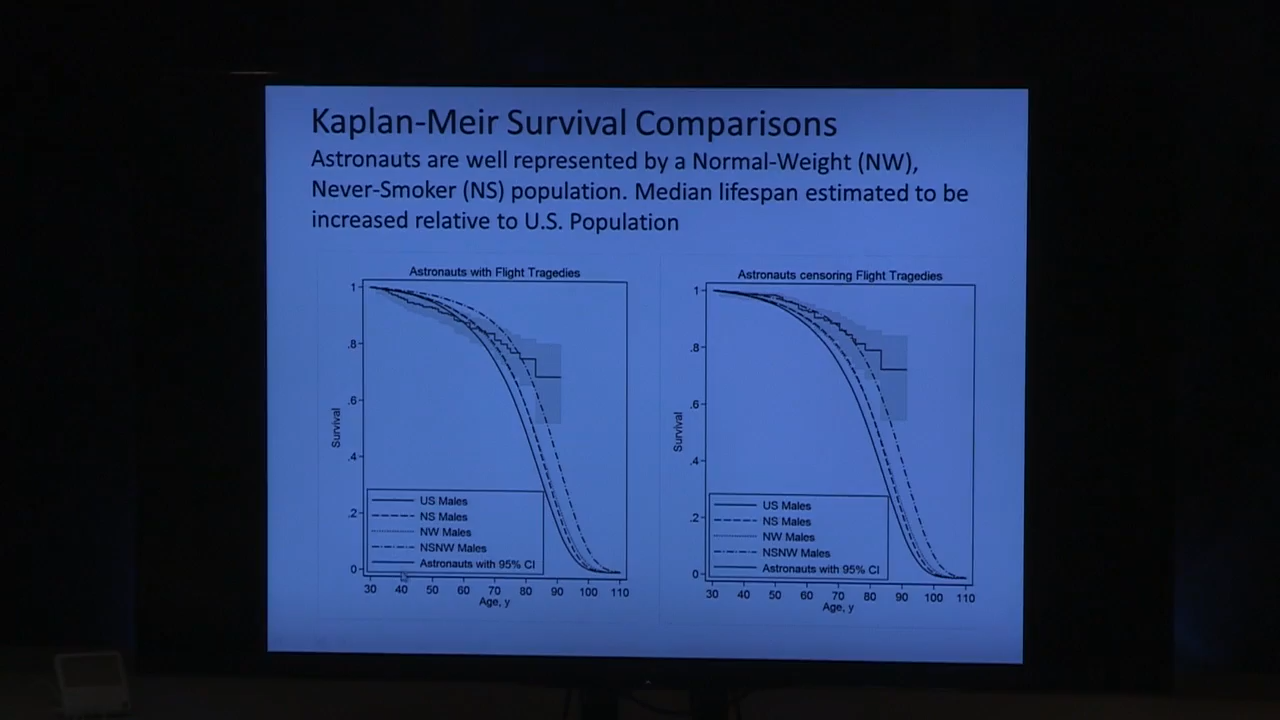 Kaplan-Meir Survival Comparisons
Astronauts are well represented by a Normal-Weight (NW),
Never-Smoker (NS) population. Median lifespan estimated to be
increased relative to U.S. Population
Astronauts with Flight Tragedies
1
.8
.6
.4
.2
0
Survival
US Males
NS Males
NW Males
NSNW Males
Astronauts with 95% CI
30 40 50 60 70 80 90 100 110
Age, y
Astronauts censoring Flight Tragedies
1
.8
.6
.4
.2
0
Survival
US Males
NS Males
NW Males
NSNW Males
Astronauts with 95% CI
30 40 50 60 70 80 90 100 110
Age, y